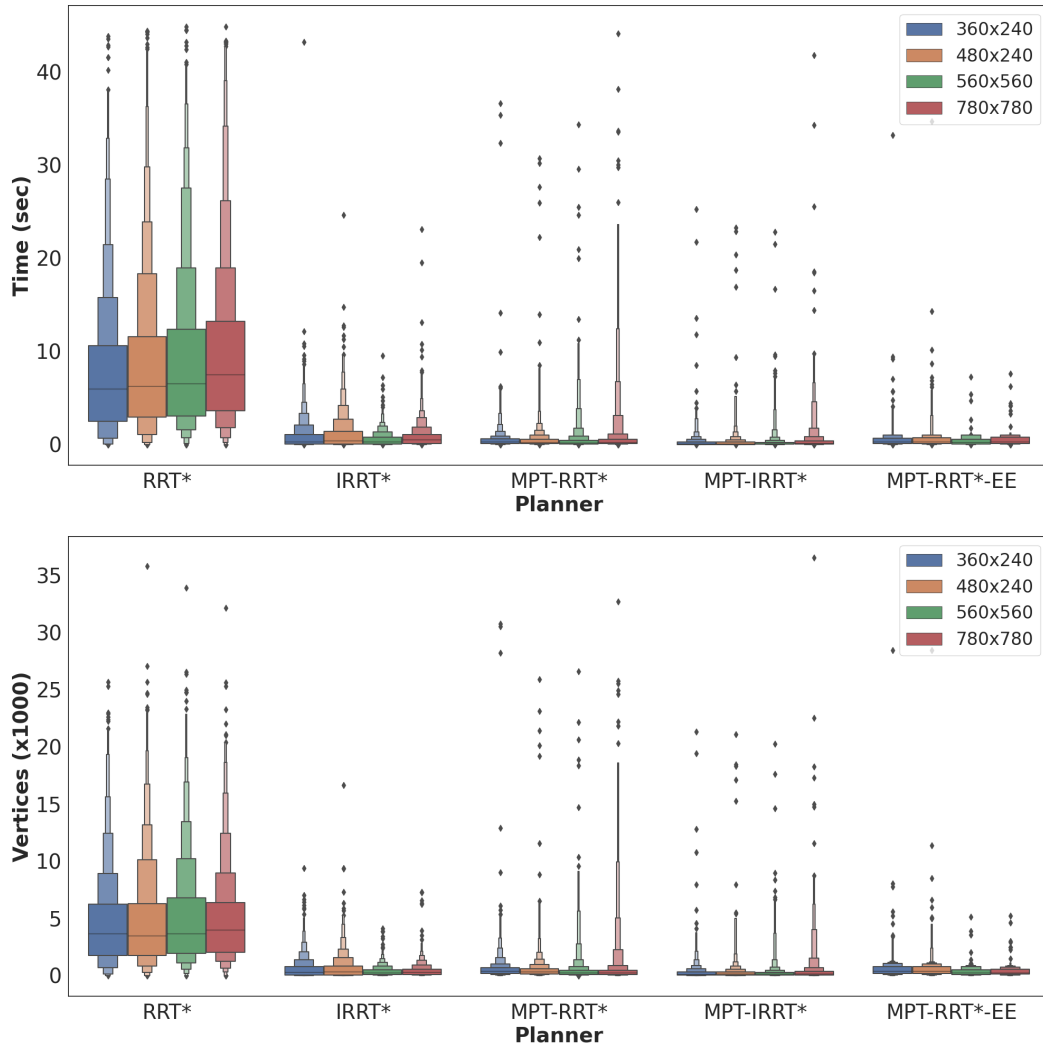 360x240
480x240
560x560
780x780
40
30
20
10
0
Time (sec)
RRT* IRRT* MPT-RRT* MPT-IRRT* MPT-RRT*-EE
Planner
360x240
480x240
560x560
780x780
35
30
25
20
15
10
5
0
Vertices (x1000)
RRT* IRRT* MPT-RRT* MPT-IRRT* MPT-RRT*-EE
Planner